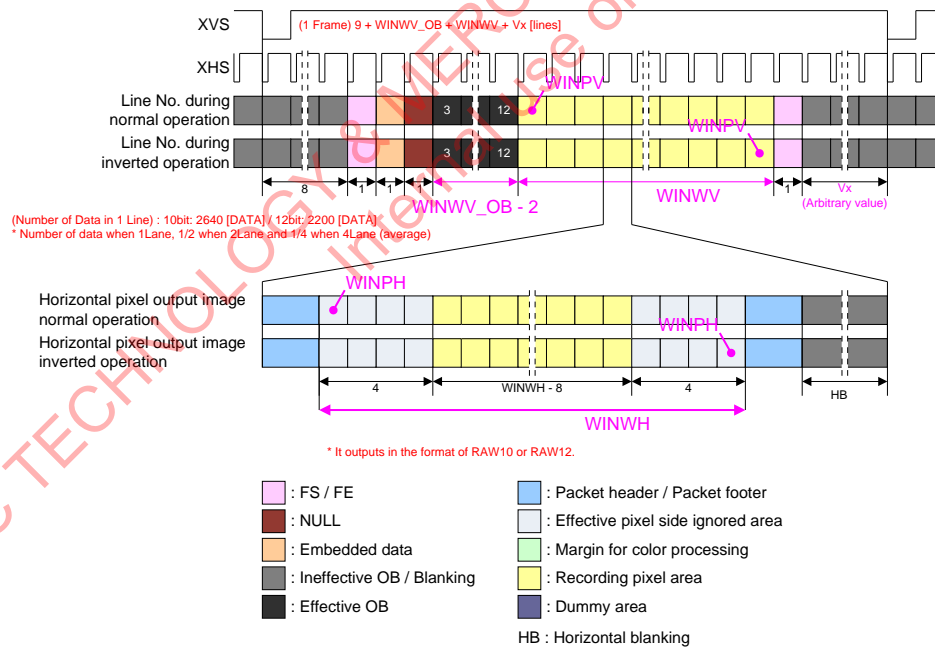 XVS
(1 Frame) 9 + WINWV_OB + WINWV + Vx [lines]
XHS
WINPV
Line No. during
normal operation
3 12
WINPV
Line No. during
inverted operation
3 12
8 1 1 1 WINWV_OB - 2 WINWV 1 Vx
(Arbitrary value)
(Number of Data in 1 Line) : 10bit: 2640 [DATA] / 12bit: 2200 [DATA]
* Number of data when 1Lane, 1/2 when 2Lane and 1/4 when 4Lane (average)
WINPH
Horizontal pixel output image
normal operation
WINPH
Horizontal pixel output image
inverted operation
4 WINWH - 8 4 HB
WINWH
* It outputs in the format of RAW10 or RAW12.
: FS / FE
: NULL
: Embedded data
: Ineffective OB / Blanking
: Effective OB
: Packet header / Packet footer
: Effective pixel side ignored area
: Margin for color processing
: Recording pixel area
: Dummy area
HB : Horizontal blanking
TECHNOLOGY &
Internal use